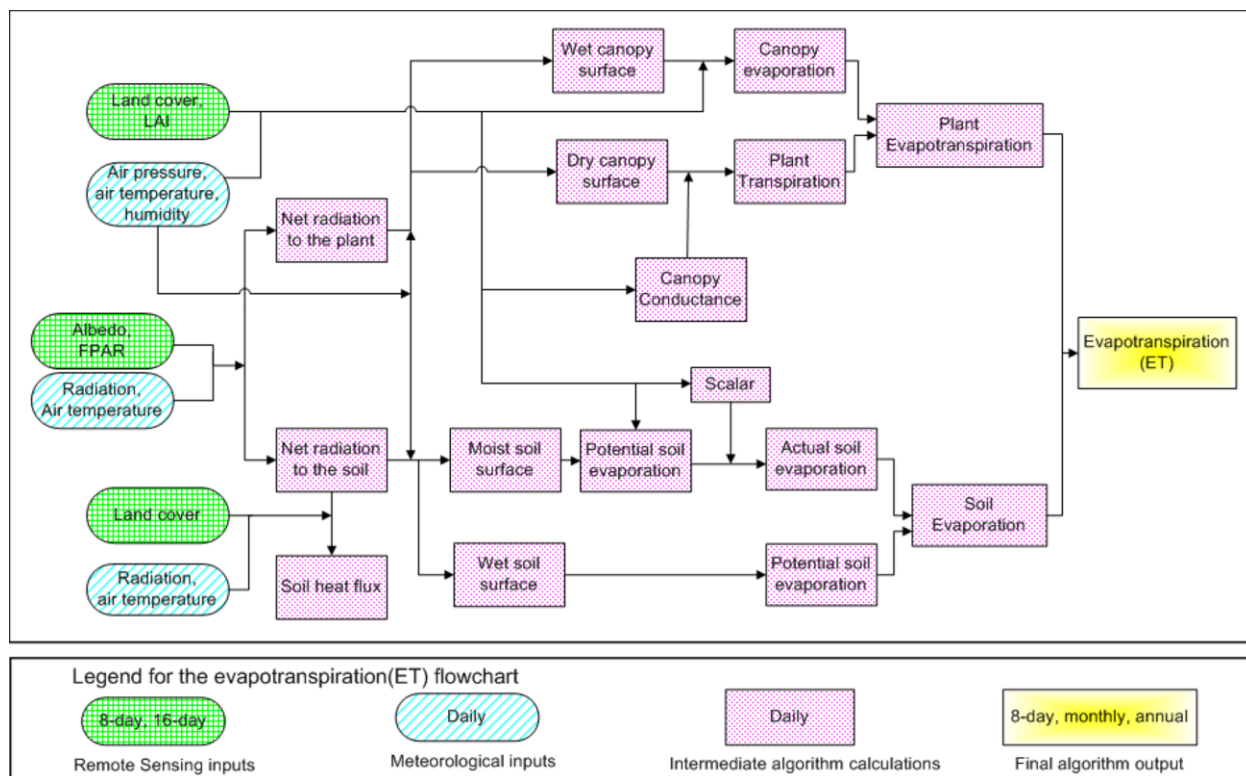 Wet canopy
surface
Canopy
evaporation
Land cover,
LAI
Plant
Evapotranspiration
Air pressure,
air temperature,
humidity
Dry canopy
surface
Plant
Transpiration
Net radiation
to the plant
Canopy
Conductance
Albedo,
FPAR
Evapotranspiration
(ET)
Radiation,
Air temperature
Scalar
Net radiation
to the soil
Moist soil
surface
Potential soil
evaporation
Actual soil
evaporation
Land cover
Soil
Evaporation
Radiation,
air temperature
Soil heat flux
Wet soil
surface
Potential soil
evaporation
Legend for the evapotranspiration(ET) flowchart
8-day, 16-day
Daily
Daily
8-day, monthly, annual
Remote Sensing inputs
Meteorological inputs
Intermediate algorithm calculations
Final algorithm output